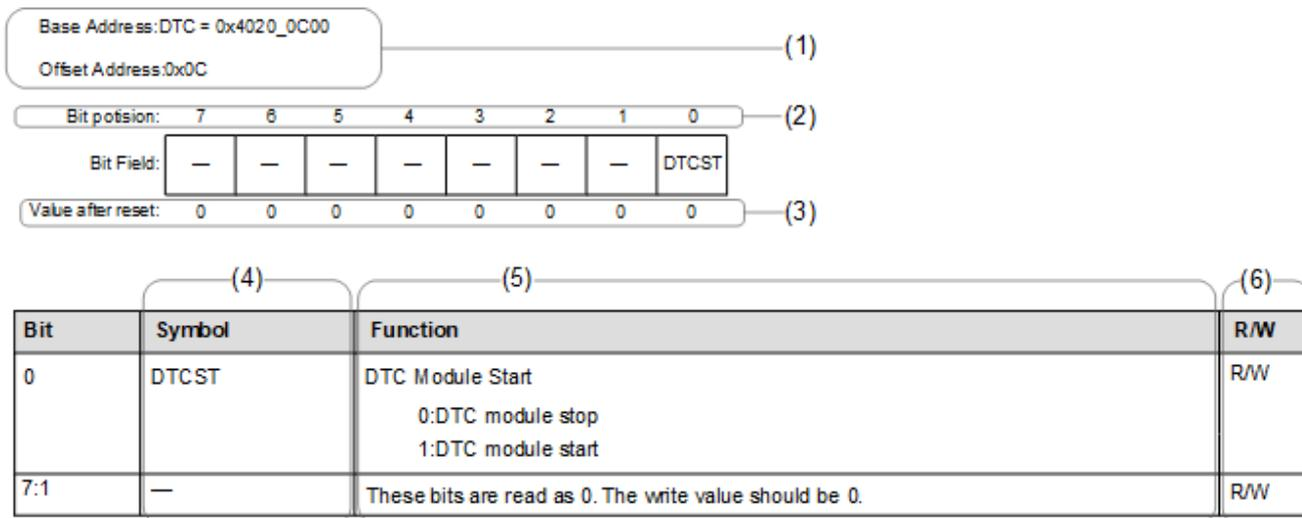 Base Address:DTC = 0x4020_0C00
(1)
Offset Address:0x0C
Bit potision: 7 6 5 4 3 2 1 0 (2)
Bit Field: — — — — — — — DTCST
Value after reset: 0 0 0 0 0 0 0 0 (3)
(4) (5) (6)
Bit Symbol Function R/W
0 DTCST DTC Module Start R/W
0:DTC module stop
1:DTC module start
7:1 — These bits are read as 0. The write value should be 0. R/W